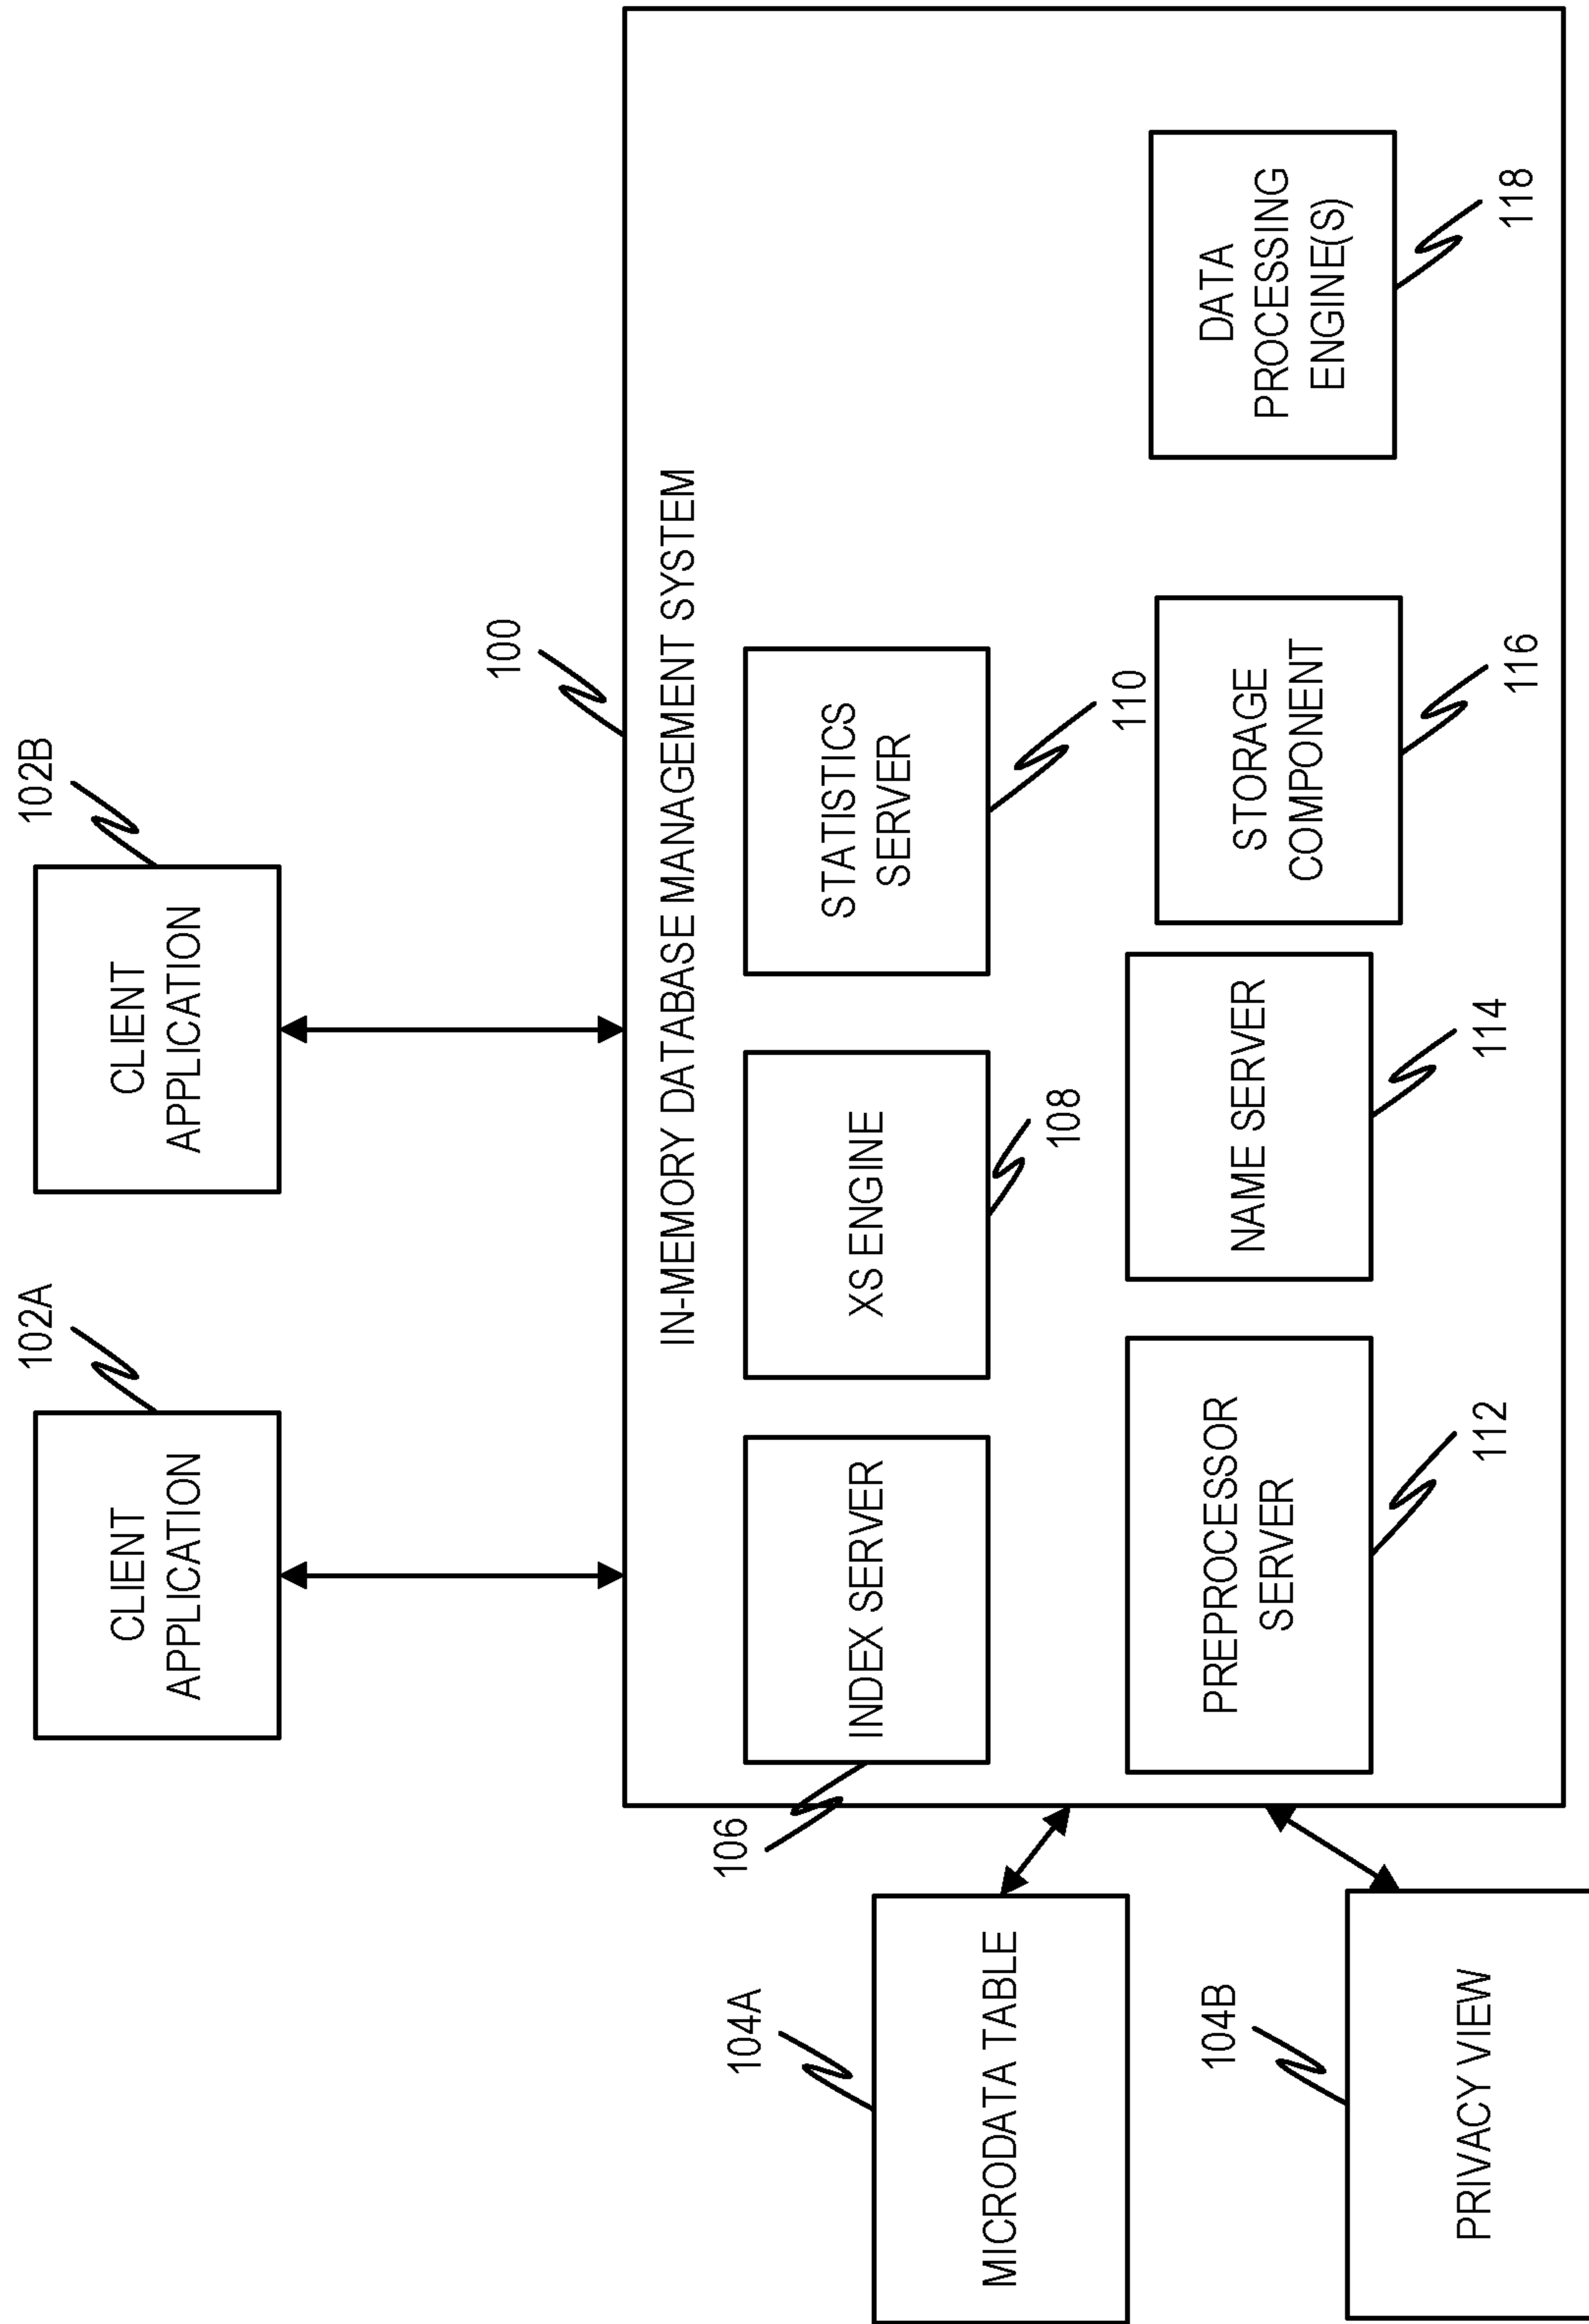 102A
102B
CLIENT
APPLICATION
CLIENT
APPLICATION
100
IN-MEMORY DATABASE MANAGEMENT SYSTEM
106
INDEX SERVER
XS ENGINE
108
STATISTICS
SERVER
110
104A
MICRODATA TABLE
PREPROCESSOR
SERVER
112
NAME SERVER
114
STORAGE
COMPONENT
116
DATA
PROCESSING
ENGINE(S)
118
104B
PRIVACY VIEW